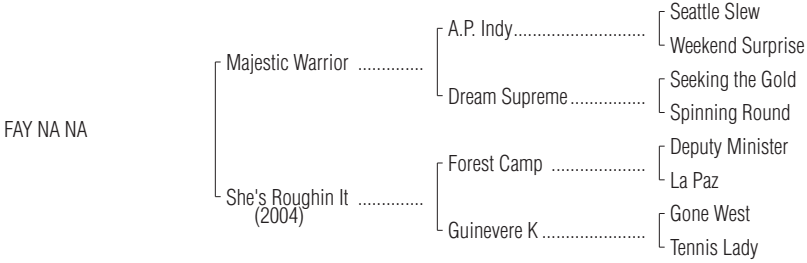 Seattle Slew
A.P. Indy............................
Weekend Surprise
Majestic Warrior ..............
Seeking the Gold
Dream Supreme................
Spinning Round
FAY NA NA
Deputy Minister
Forest Camp ....................
La Paz
She's Roughin It ..............
(2004)
Gone West
Guinevere K......................
Tennis Lady